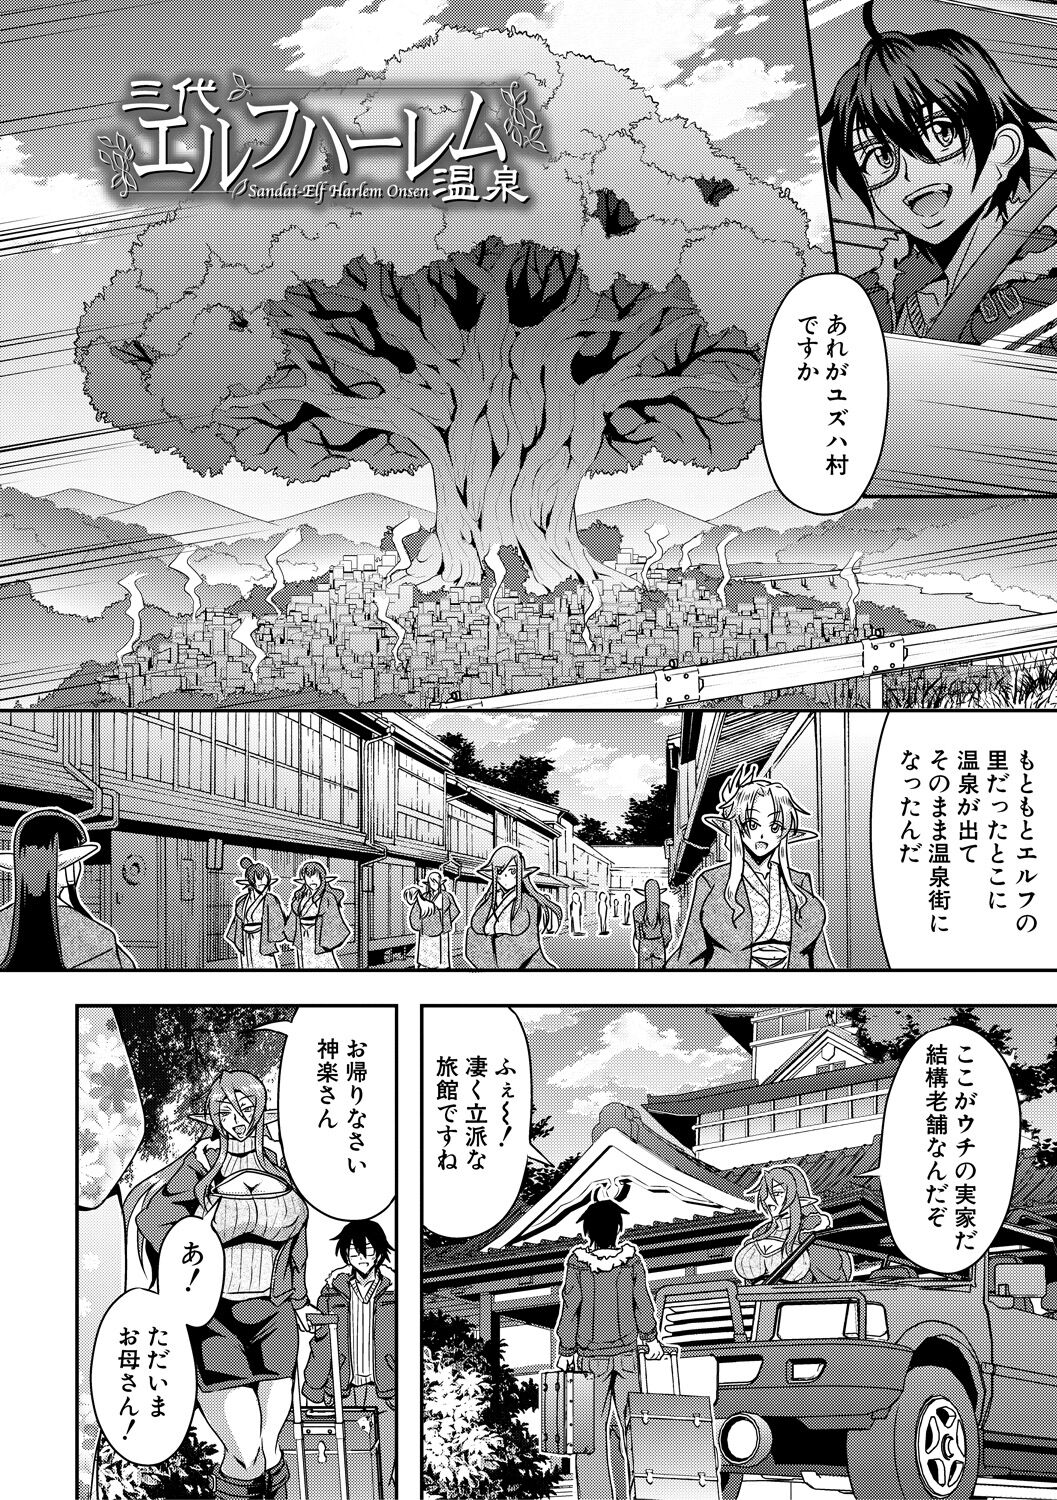 三代
エルフハーレム
温泉
Sandai-Elf Harlem Onsen
あれがユズハ村
ですか
もともとエルフの
里だったとこに
温泉が出て
そのまま温泉街に
なったんだ
ここがウチの実家だ
結構老舗なんだぞ
ふぇ〜!
凄く立派な
旅館ですね
お帰りなさい
神楽さん
あ!
ただいま
お母さん!